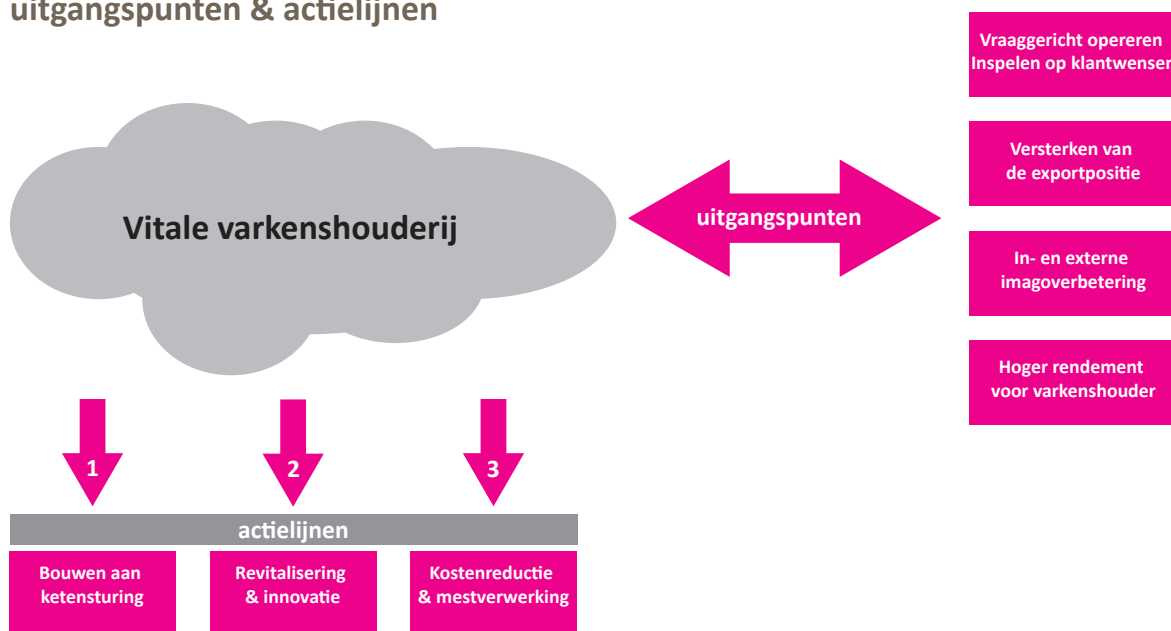 uitgangspunten & actielijnen
Vitale varkenshouderij
uitgangspunten
Vraaggericht opereren
Inspelen op klantwensen
Versterken van
de exportpositie
In- en externe
imagoverbetering
Hoger rendement
voor varkenshouder
1
2
3
actielijnen
Bouwen aan
ketensturing
Revitalisering
& innovatie
Kostenreductie
& mestverwerking